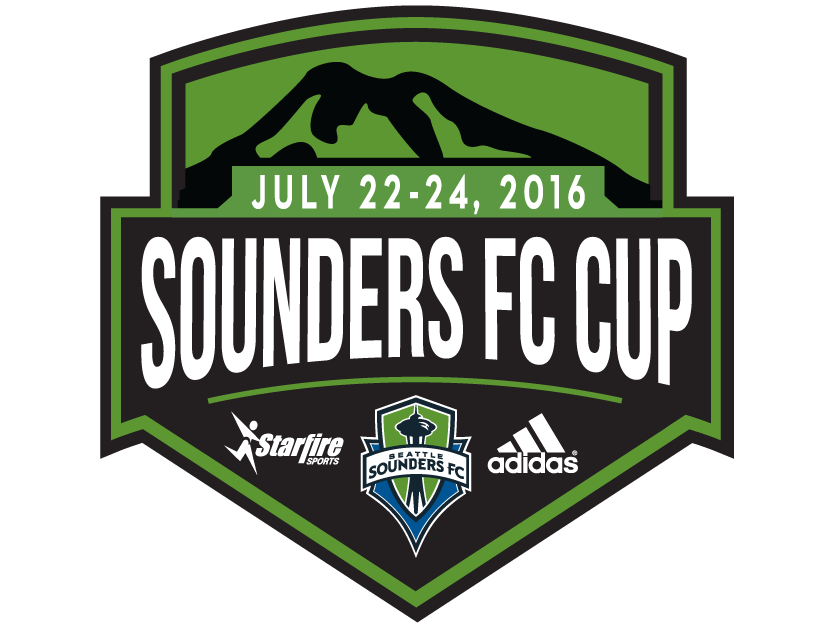 JULY 22-24, 2016
SOUNDERS FC CUP
Starfire
SPORTS
SEATTLE
SOUNDERS FC
adidas®